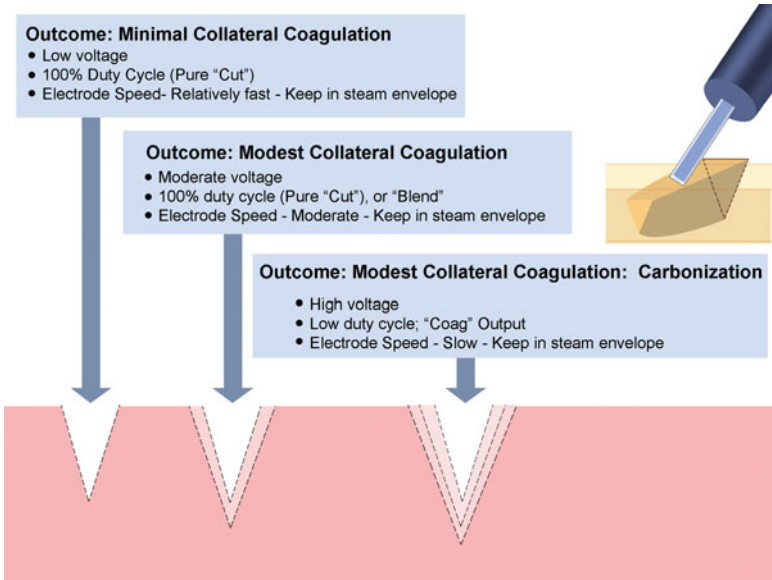 Outcome: Minimal Collateral Coagulation
• Low voltage
• 100% Duty Cycle (Pure “Cut”)
• Electrode Speed- Relatively fast - Keep in steam envelope
Outcome: Modest Collateral Coagulation
• Moderate voltage
• 100% duty cycle (Pure “Cut”), or “Blend”
• Electrode Speed - Moderate - Keep in steam envelope
Outcome: Modest Collateral Coagulation: Carbonization
• High voltage
• Low duty cycle; “Coag” Output
• Electrode Speed - Slow - Keep in steam envelope